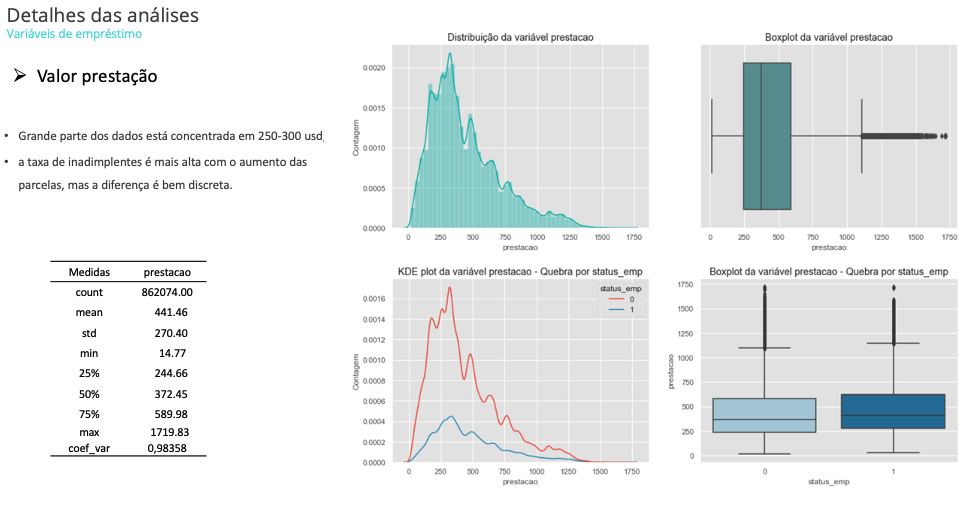 Detalhes das análises
Variáveis de empréstimo
➢ Valor prestação
• Grande parte dos dados está concentrada em 250-300 usd;
• a taxa de inadimplentes é mais alta com o aumento das
parcelas, mas a diferença é bem discreta.
Medidas prestacao
count 862074.00
mean 441.46
std 270.40
min 14.77
25% 244.66
50% 372.45
75% 589.98
max 1719.83
coef_var 0,98358
Distribuição da variável prestacao
Contagem
0.0020
0.0015
0.0010
0.0005
0.0000
0 250 500 750 1000 1250 1500 1750
prestacao
Boxplot da variável prestacao
0 250 500 750 1000 1250 1500 1750
prestacao
KDE plot da variável prestacao - Quebra por status_emp
status_emp
0
1
Contagem
0.0016
0.0014
0.0012
0.0010
0.0008
0.0006
0.0004
0.0002
0.0000
0 250 500 750 1000 1250 1500 1750
prestacao
Boxplot da variável prestacao - Quebra por status_emp
prestacao
1750
1500
1250
1000
750
500
250
0
0 1
status_emp